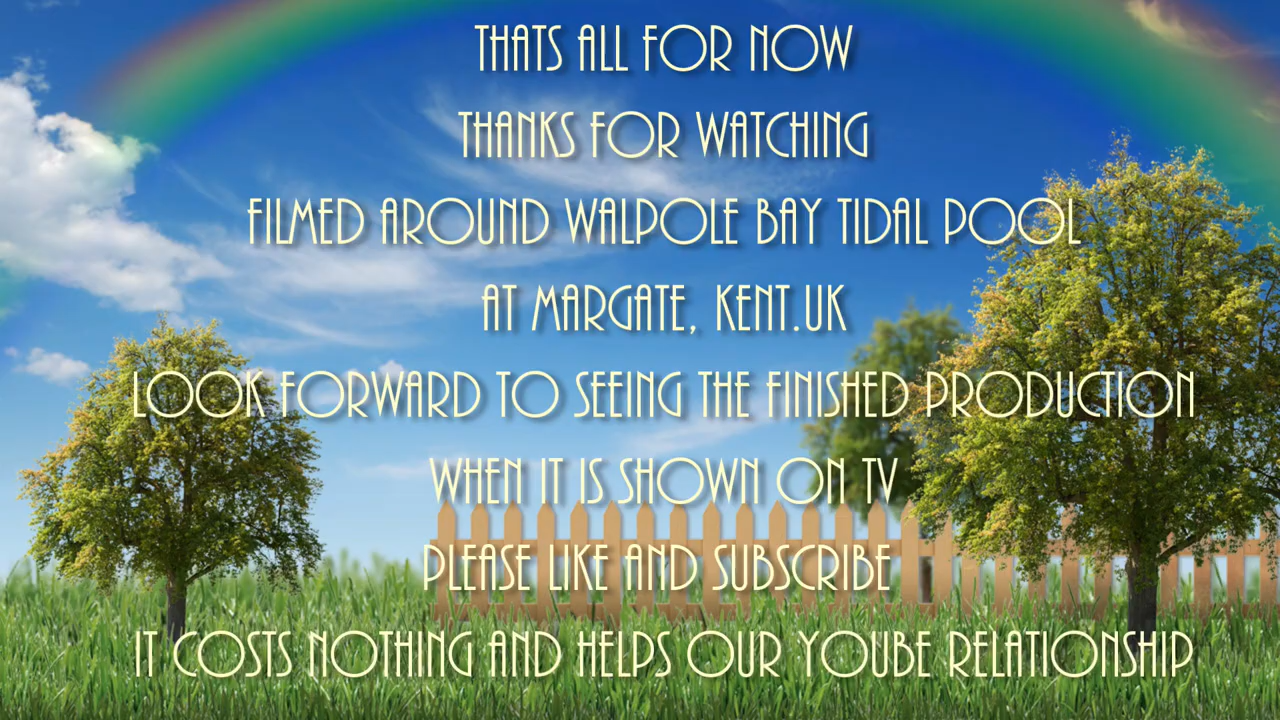 THATS ALL FOR NOW
THANKS FOR WATCHING
FILMED AROUND WALPOLE BAY TIDAL POOL
AT MARGATE, KENT.UK
LOOK FORWARD TO SEEING THE FINISHED PRODUCTION
WHEN IT IS SHOWN ON TV
PLEASE LIKE AND SUBSCRIBE
IT COSTS NOTHING AND HELPS OUR YOUBE RELATIONSHIP